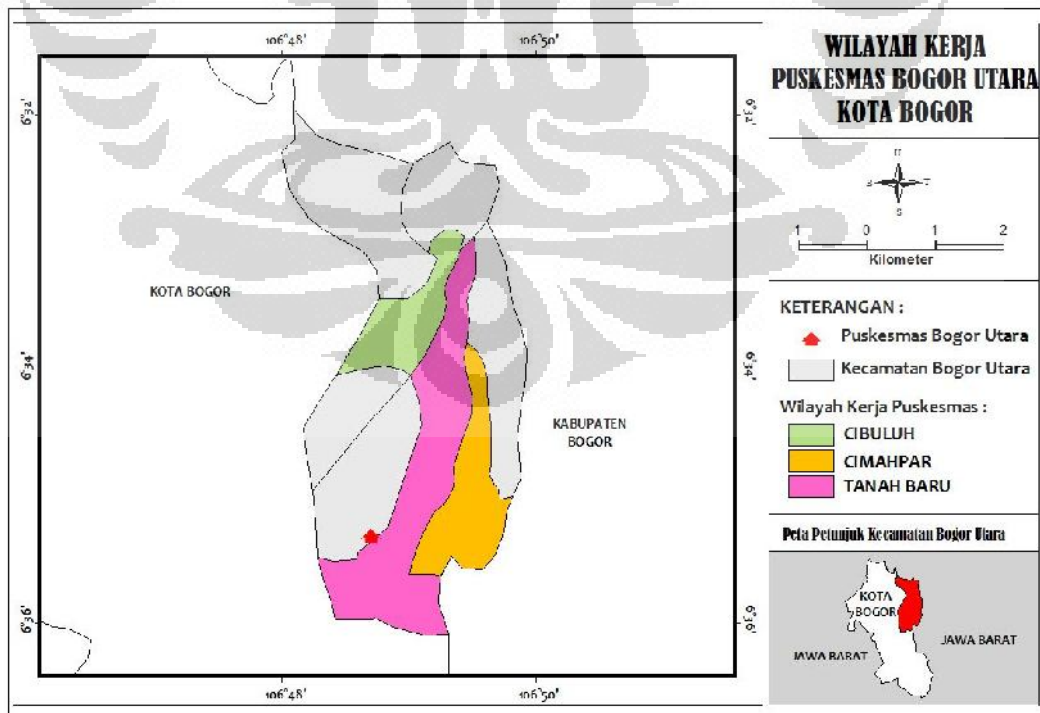 WILAYAH KERJA
PUSKESMAS BOGOR UTARA
KOTA BOGOR
106°48' 106°50'
6°32' 6°32'
KOTA BOGOR
6°34' 6°34'
KABUPATEN
BOGOR
6°36' 6°36'
106°48' 106°50'
U
B T
S
1 0 1 2
Kilometer
KETERANGAN :
Puskesmas Bogor Utara
Kecamatan Bogor Utara
Wilayah Kerja Puskesmas :
CIBULUH
CIMAHPAR
TANAH BARU
Peta Petunjuk Kecamatan Bogor Utara
KOTA
BOGOR
JAWA BARAT
JAWA BARAT